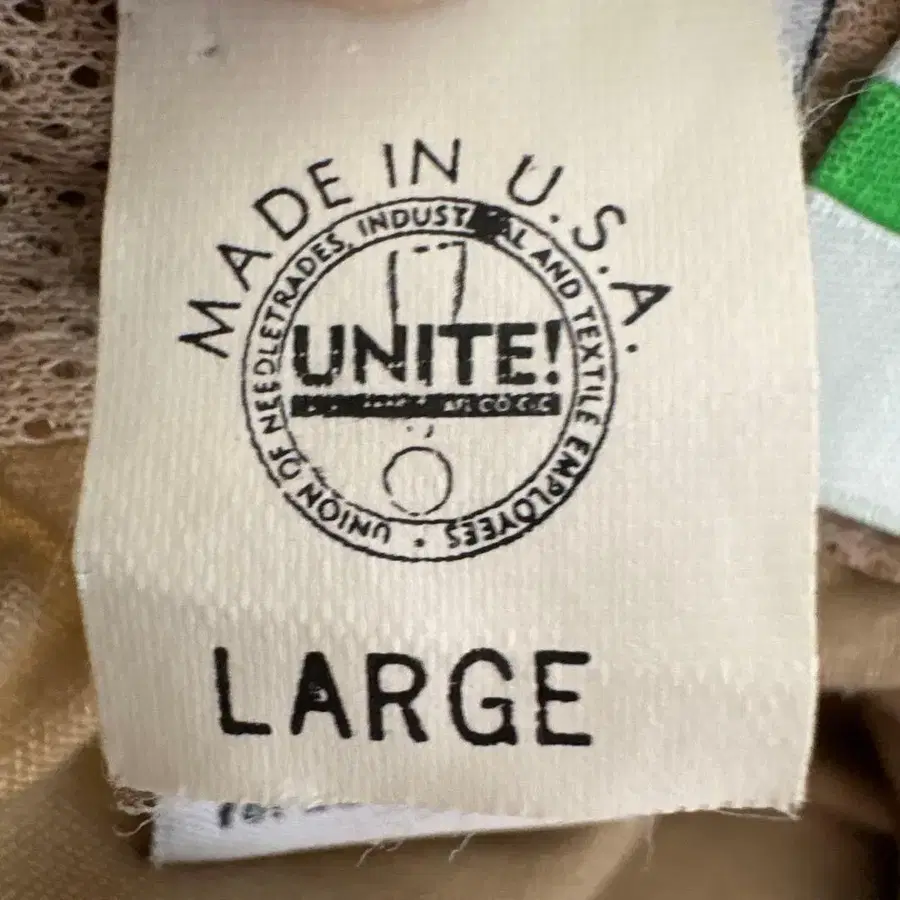 MADE IN U.S.A.
UNION OF NEEDLETRADES, INDUSTRIAL AND TEXTILE EMPLOYEES •
UNITE!
LARGE